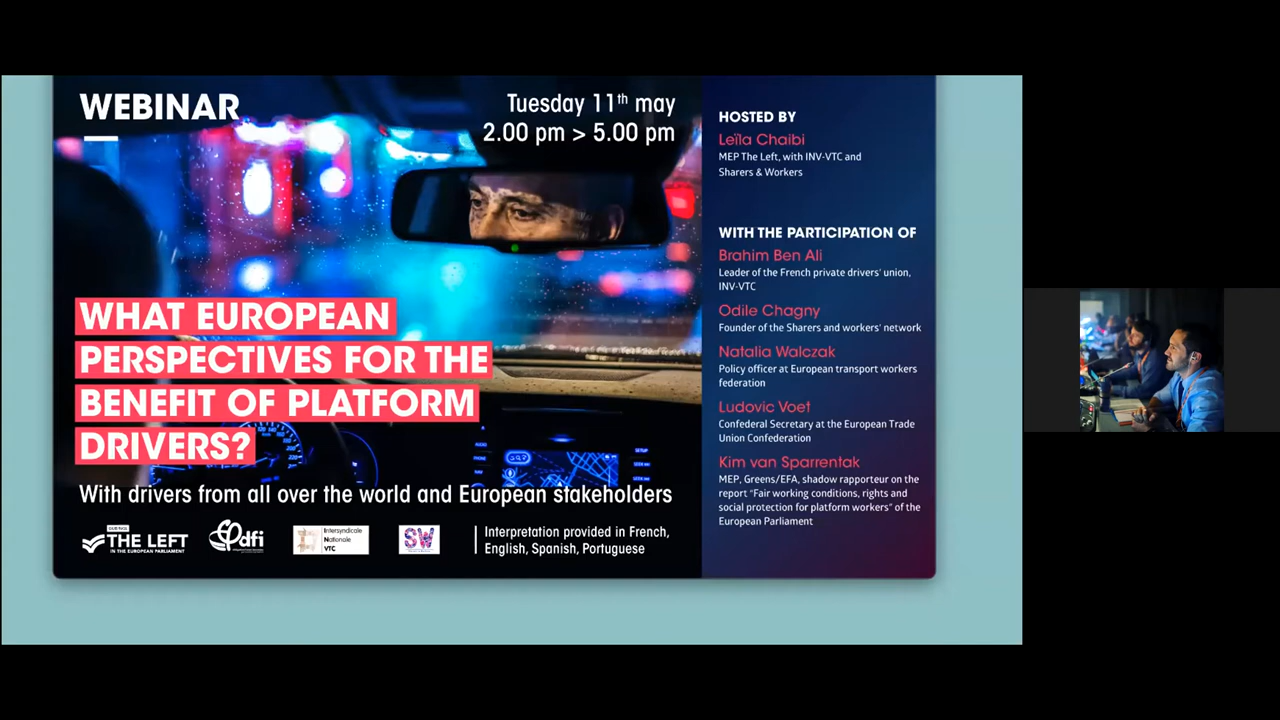 WEBINAR
Tuesday 11th may
2.00 pm > 5.00 pm
WHAT EUROPEAN
PERSPECTIVES FOR THE
BENEFIT OF PLATFORM
DRIVERS?
With drivers from all over the world and European stakeholders
THE LEFT
IN THE EUROPEAN PARLIAMENT
pdfi
Intersyndicale
Nationale
VTC
SW
Interpretation provided in French,
English, Spanish, Portuguese
HOSTED BY
Leïla Chaibi
MEP The Left, with INV-VTC and
Sharers & Workers
WITH THE PARTICIPATION OF
Brahim Ben Ali
Leader of the French private drivers' union,
INV-VTC
Odile Chagny
Founder of the Sharers and workers' network
Natalia Walczak
Policy officer at European transport workers
federation
Ludovic Voet
Confederal Secretary at the European Trade
Union Confederation
Kim van Sparrentak
MEP, Greens/EFA, shadow rapporteur on the
report "Fair working conditions, rights and
social protection for platform workers" of the
European Parliament